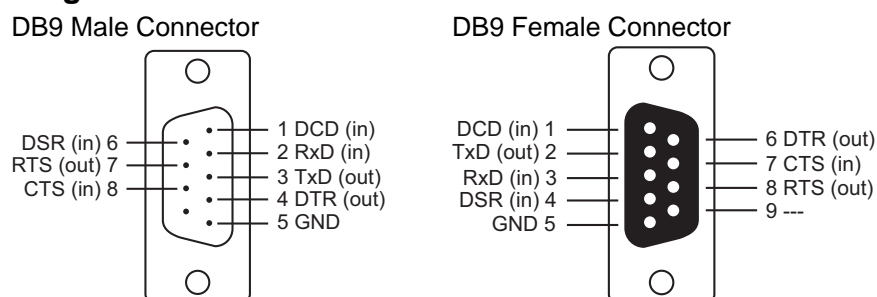 DB9 Male Connector
DSR (in) 6
RTS (out) 7
CTS (in) 8
1 DCD (in)
2 RxD (in)
3 TxD (out)
4 DTR (out)
5 GND
DB9 Female Connector
DCD (in) 1
TxD (out) 2
RxD (in) 3
DSR (in) 4
GND 5
6 DTR (out)
7 CTS (in)
8 RTS (out)
9 ---